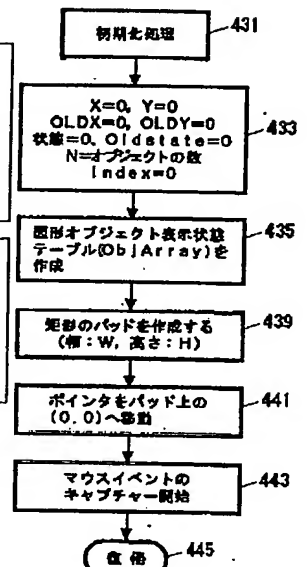 初期化処理
431
X=0, Y=0
OLDX=0, OLDY=0
状態=0, Oldstate=0
N=オブジェクトの数
index=0
433
図形オブジェクト表示状態
テーブル(ObjArray)を
作成
435
矩形のパッドを作成する
(幅:W, 高さ:H)
439
ポインタをパッド上の
(0.0)へ移動
441
マウスイベントの
キャプチャー開始
443
復帰
445